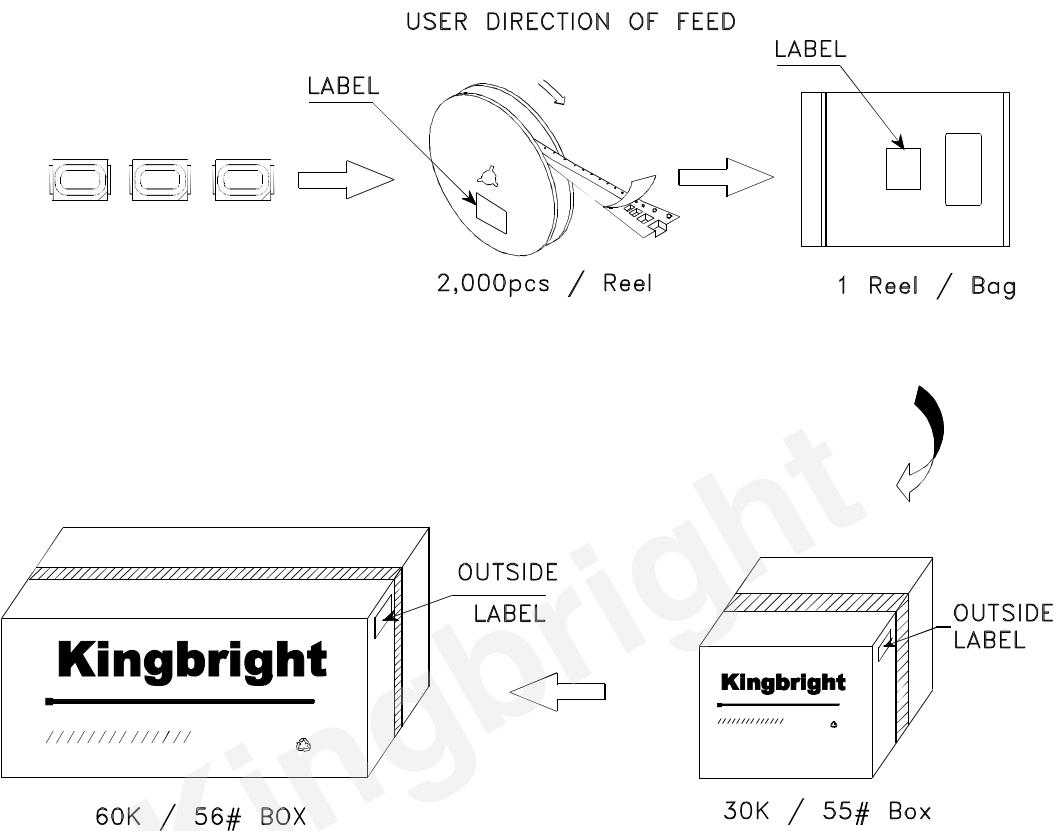 USER DIRECTION OF FEED
LABEL
LABEL
2,000pcs / Reel
1 Reel / Bag
Kingbright
OUTSIDE
LABEL
OUTSIDE
LABEL
Kingbright
Kingbright
60K / 56# BOX
30K / 55# Box